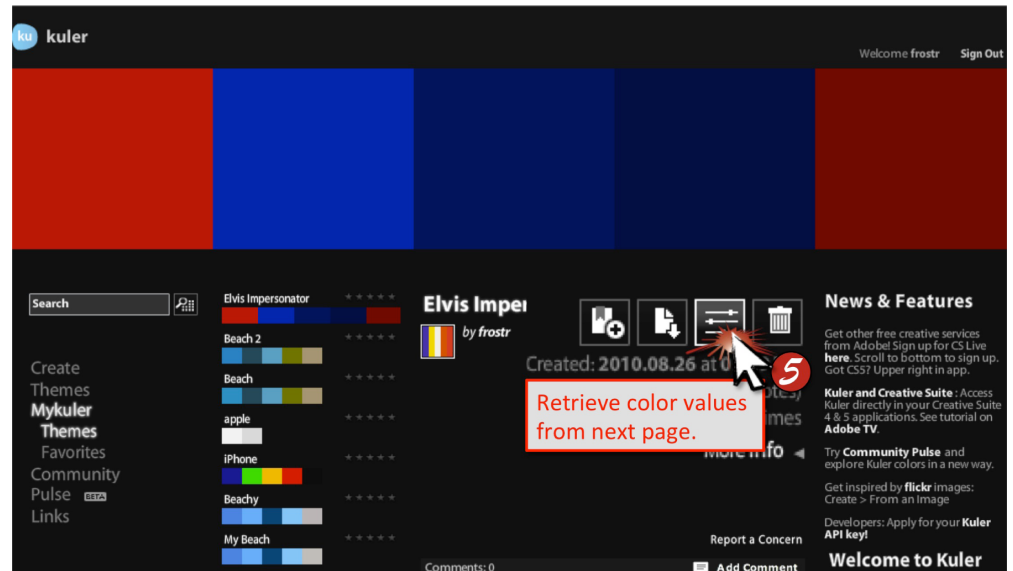 ku kuler
Welcome frostr Sign Out
Search
Create
Themes
Mykuler
Themes
Favorites
Community
Pulse BETA
Links
Elvis Impersonator
Beach 2
Beach
apple
iPhone
Beachy
My Beach
Elvis Imper
by frostr
Created: 2010.08.26 at 0
5
Retrieve color values
from next page.
otes)
imes
More Info
Report a Concern
Comments: 0
Add Comment
News & Features
Get other free creative services
from Adobe! Sign up for CS Live
here. Scroll to bottom to sign up.
Got CS5? Upper right in app.
Kuler and Creative Suite : Access
Kuler directly in your Creative Suite
4 & 5 applications. See tutorial on
Adobe TV.
Try Community Pulse and
explore Kuler colors in a new way.
Get inspired by flickr images:
Create > From an Image
Developers: Apply for your Kuler
API key!
Welcome to Kuler